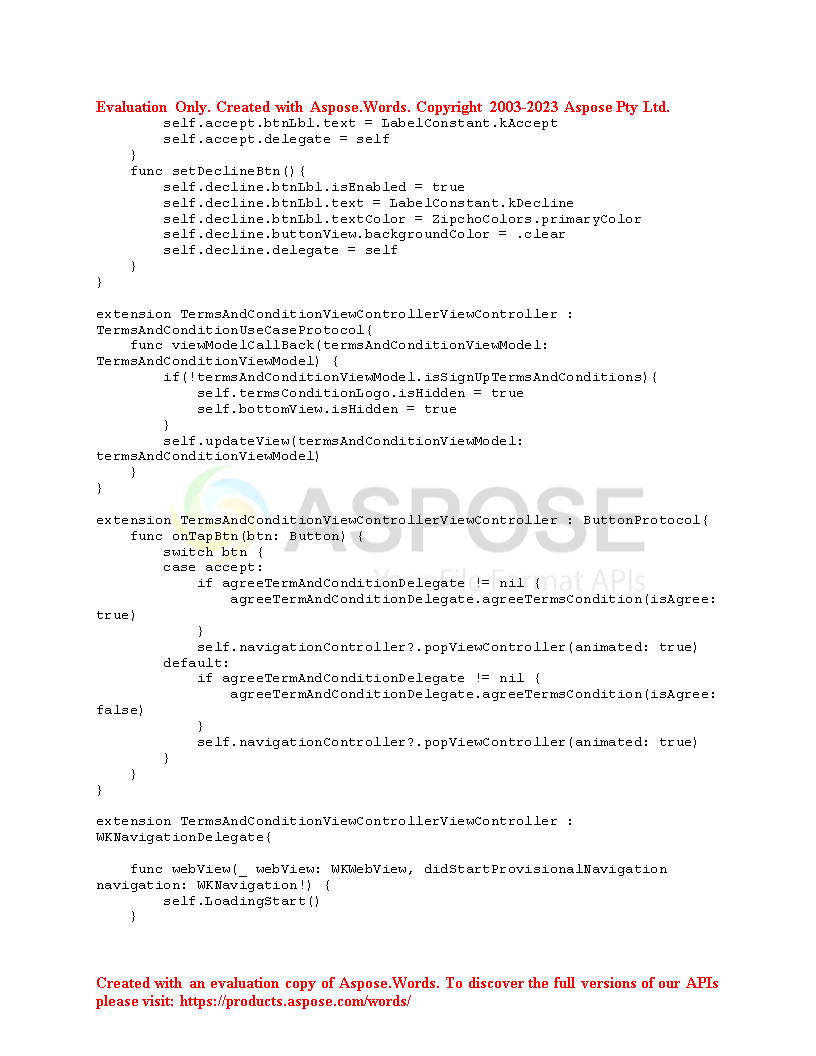 Evaluation Only. Created with Aspose.Words. Copyright 2003-2023 Aspose Pty Ltd.
        self.accept.btnLbl.text = LabelConstant.kAccept
        self.accept.delegate = self
    }
    func setDeclineBtn(){
        self.decline.btnLbl.isEnabled = true
        self.decline.btnLbl.text = LabelConstant.kDecline
        self.decline.btnLbl.textColor = ZipchoColors.primaryColor
        self.decline.buttonView.backgroundColor = .clear
        self.decline.delegate = self
    }
}

extension TermsAndConditionViewControllerViewController :
TermsAndConditionUseCaseProtocol{
    func viewModelCallBack(termsAndConditionViewModel:
TermsAndConditionViewModel) {
        if(!termsAndConditionViewModel.isSignUpTermsAndConditions){
            self.termsConditionLogo.isHidden = true
            self.bottomView.isHidden = true
        }
        self.updateView(termsAndConditionViewModel:
termsAndConditionViewModel)
    }
}
ASPOSE
extension TermsAndConditionViewControllerViewController : ButtonProtocol{
    func onTapBtn(btn: Button) {
        switch btn {
        case accept:
Your File Format APIs
            if agreeTermAndConditionDelegate != nil {
                agreeTermAndConditionDelegate.agreeTermsCondition(isAgree:
true)
            }
            self.navigationController?.popViewController(animated: true)
        default:
            if agreeTermAndConditionDelegate != nil {
                agreeTermAndConditionDelegate.agreeTermsCondition(isAgree:
false)
            }
            self.navigationController?.popViewController(animated: true)
        }
    }
}

extension TermsAndConditionViewControllerViewController :
WKNavigationDelegate{

    func webView(_ webView: WKWebView, didStartProvisionalNavigation
navigation: WKNavigation!) {
        self.LoadingStart()
    }
Created with an evaluation copy of Aspose.Words. To discover the full versions of our APIs
please visit: https://products.aspose.com/words/